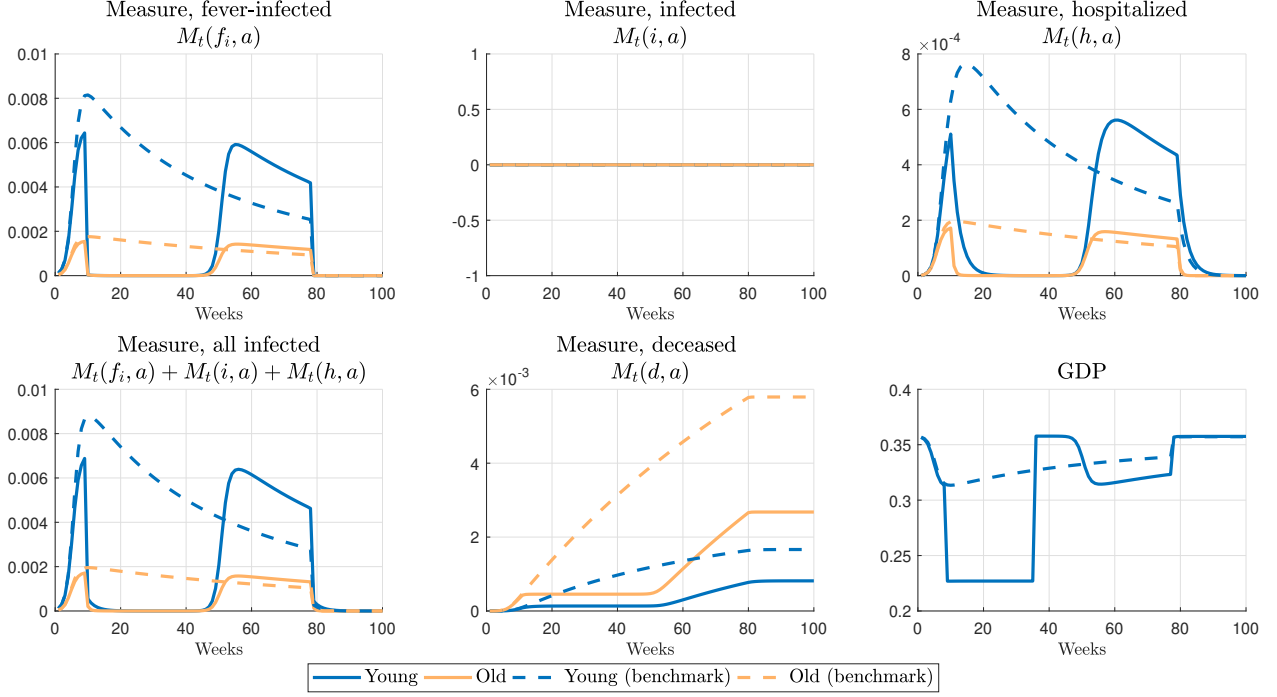 Measure, fever-infected
M_t(f_i, a)
0.01
0.008
0.006
0.004
0.002
0
0 20 40 60 80 100
Weeks
Measure, infected
M_t(i, a)
1
0.5
0
-0.5
-1
0 20 40 60 80 100
Weeks
Measure, hospitalized
M_t(h, a)
×10^-4
8
6
4
2
0
0 20 40 60 80 100
Weeks
Measure, all infected
M_t(f_i, a) + M_t(i, a) + M_t(h, a)
0.01
0.008
0.006
0.004
0.002
0
0 20 40 60 80 100
Weeks
Measure, deceased
M_t(d, a)
×10^-3
6
4
2
0
0 20 40 60 80 100
Weeks
GDP
0.4
0.35
0.3
0.25
0.2
0 20 40 60 80 100
Weeks
Young Old Young (benchmark) Old (benchmark)